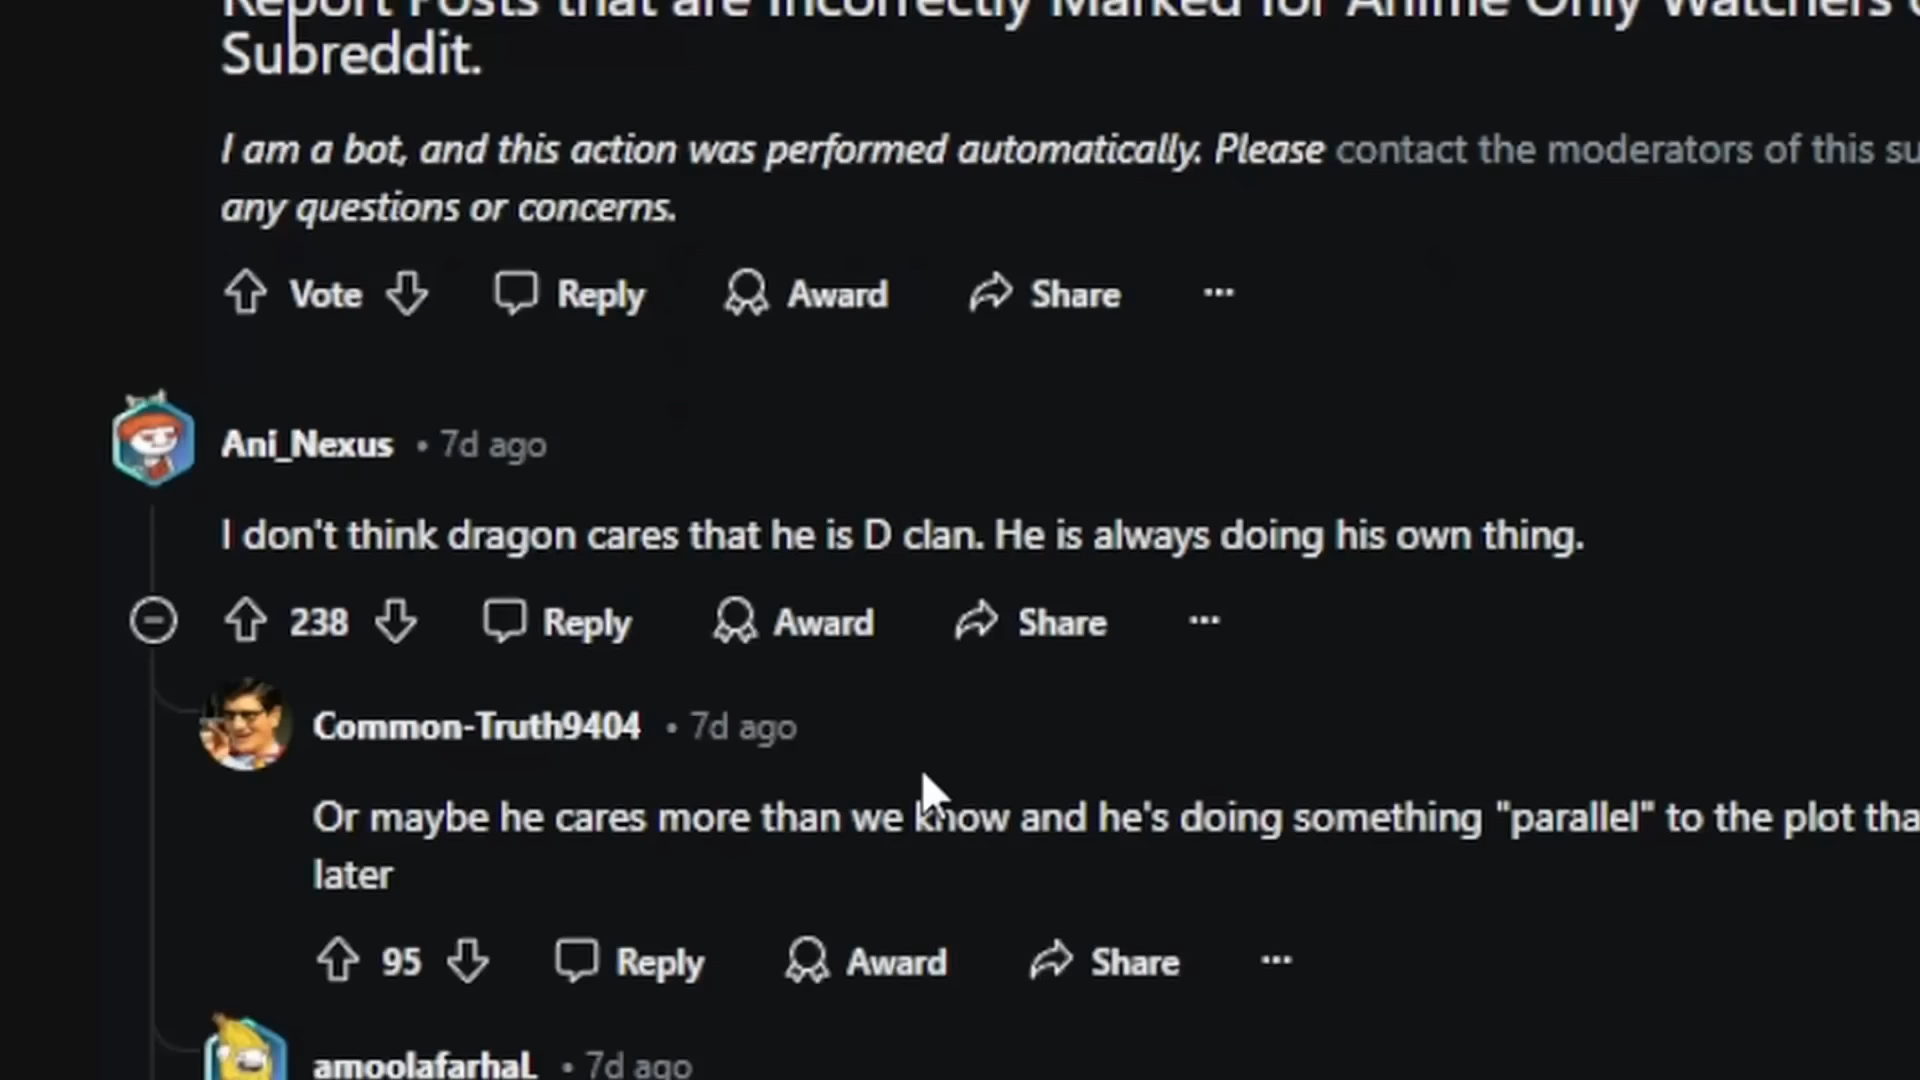 Report Posts that are Incorrectly Marked for Anime Only Watchers
Subreddit.
I am a bot, and this action was performed automatically. Please contact the moderators of this su
any questions or concerns.
Vote Reply Award Share ...
Ani_Nexus • 7d ago
I don't think dragon cares that he is D clan. He is always doing his own thing.
238 Reply Award Share ...
Common-Truth9404 • 7d ago
Or maybe he cares more than we know and he's doing something "parallel" to the plot tha
later
95 Reply Award Share ...
amoolafarhaL • 7d ago